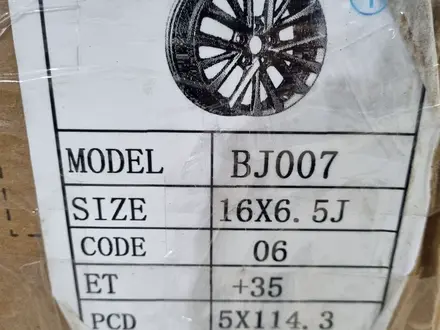 MODEL BJ007
SIZE 16X6.5J
CODE 06
ET +35
PCD 5X114.3